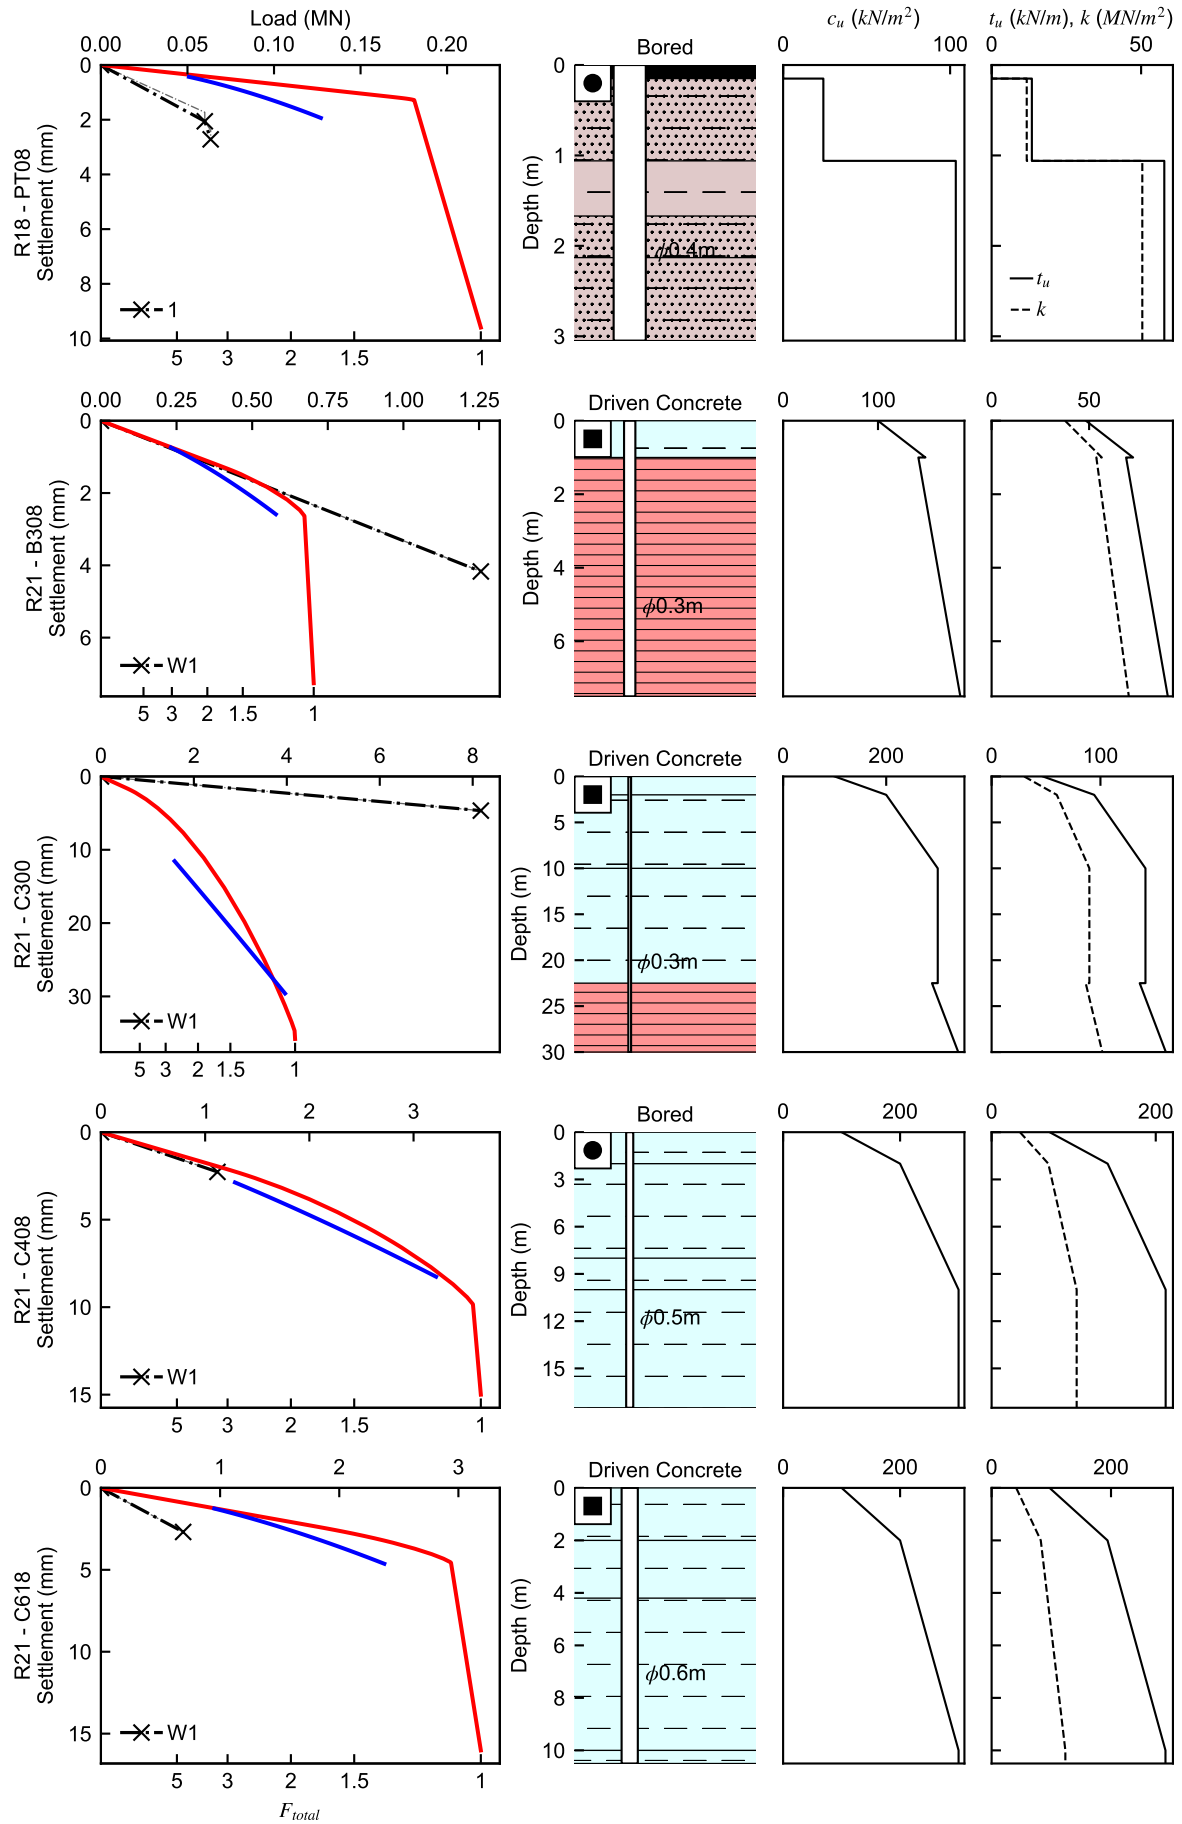 Load (MN)
0.00 0.05 0.10 0.15 0.20
R18 - PT08
Settlement (mm)
0
2
4
6
8
10
1
5 3 2 1.5 1
Bored
Depth (m)
0
1
2
3
ϕ0.4m
c_u (kN/m²)
0 100
t_u (kN/m), k (MN/m²)
0 50
t_u
k
0.00 0.25 0.50 0.75 1.00 1.25
R21 - B308
Settlement (mm)
0
2
4
6
W1
5 3 2 1.5 1
Driven Concrete
Depth (m)
0
2
4
6
ϕ0.3m
0 100
0 50
0 2 4 6 8
R21 - C300
Settlement (mm)
0
10
20
30
W1
5 3 2 1.5 1
Driven Concrete
Depth (m)
0
5
10
15
20
25
30
ϕ0.3m
0 200
0 100
0 1 2 3
R21 - C408
Settlement (mm)
0
5
10
15
W1
5 3 2 1.5 1
Bored
Depth (m)
0
3
6
9
12
15
ϕ0.5m
0 200
0 200
0 1 2 3
R21 - C618
Settlement (mm)
0
5
10
15
W1
5 3 2 1.5 1
F_total
Driven Concrete
Depth (m)
0
2
4
6
8
10
ϕ0.6m
0 200
0 200